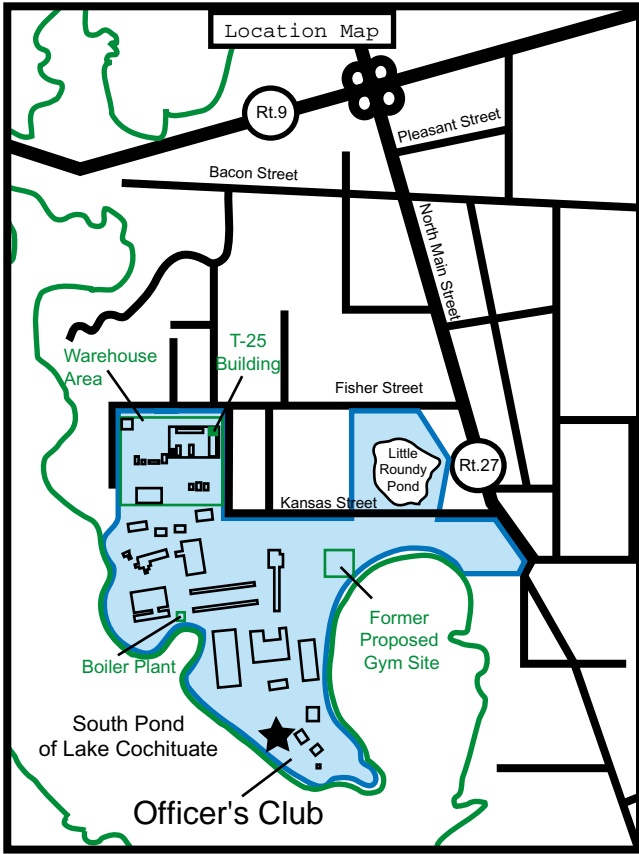 Location Map
Rt.9
Pleasant Street
Bacon Street
North Main Street
T-25
Building
Warehouse
Area
Fisher Street
Little
Roundy
Pond
Rt.27
Kansas Street
Former
Proposed
Gym Site
Boiler Plant
South Pond
of Lake Cochituate
Officer's Club